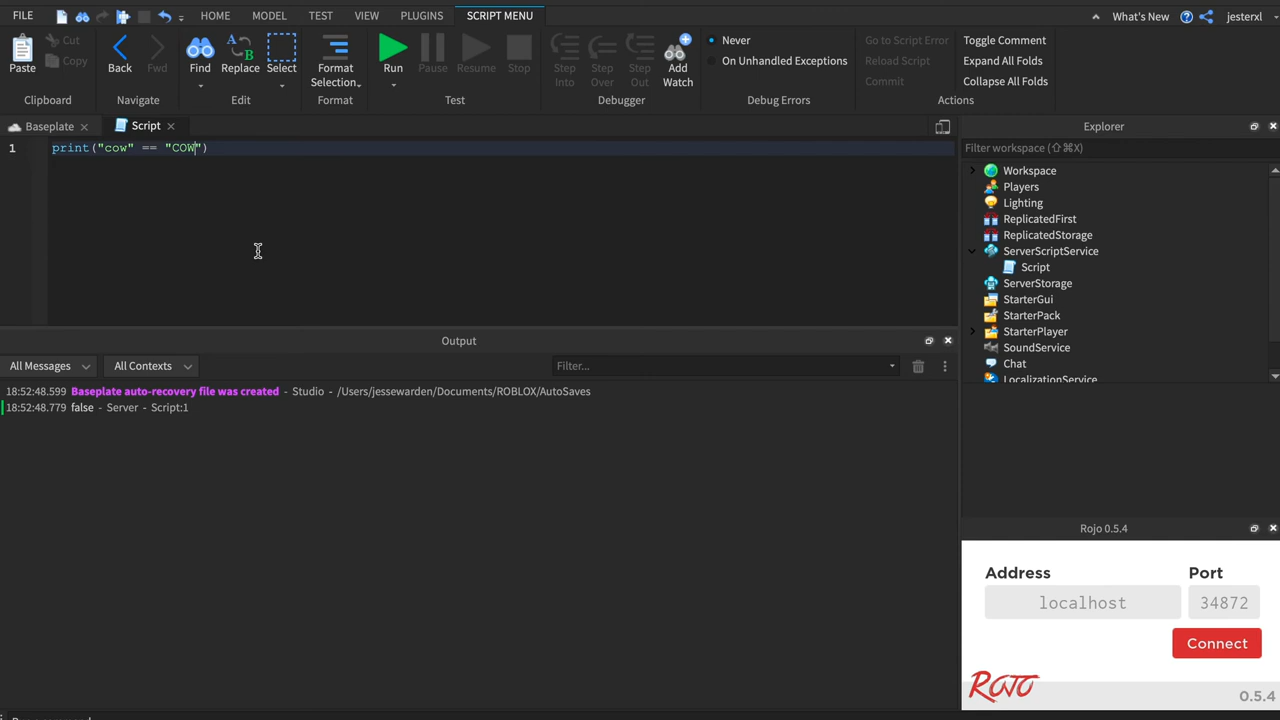 FILE HOME MODEL TEST VIEW PLUGINS SCRIPT MENU What's New jesterxl
Paste Cut Copy
Clipboard
Back Fwd
Navigate
Find Replace Select
Edit
Format Selection
Format
Run Pause Resume Stop
Test
Step Into Step Over Step Out Add Watch
Debugger
Never
On Unhandled Exceptions
Debug Errors
Go to Script Error
Reload Script
Commit
Toggle Comment
Expand All Folds
Collapse All Folds
Actions
Baseplate Script
1 print("cow" == "COW")
Output
All Messages All Contexts Filter...
18:52:48.599 Baseplate auto-recovery file was created - Studio - /Users/jessewarden/Documents/ROBLOX/AutoSaves
18:52:48.779 false - Server - Script:1
Explorer
Filter workspace (⇧⌘X)
Workspace
Players
Lighting
ReplicatedFirst
ReplicatedStorage
ServerScriptService
Script
ServerStorage
StarterGui
StarterPack
StarterPlayer
SoundService
Chat
LocalizationService
Rojo 0.5.4
Address Port
localhost 34872
Connect
ROJO 0.5.4